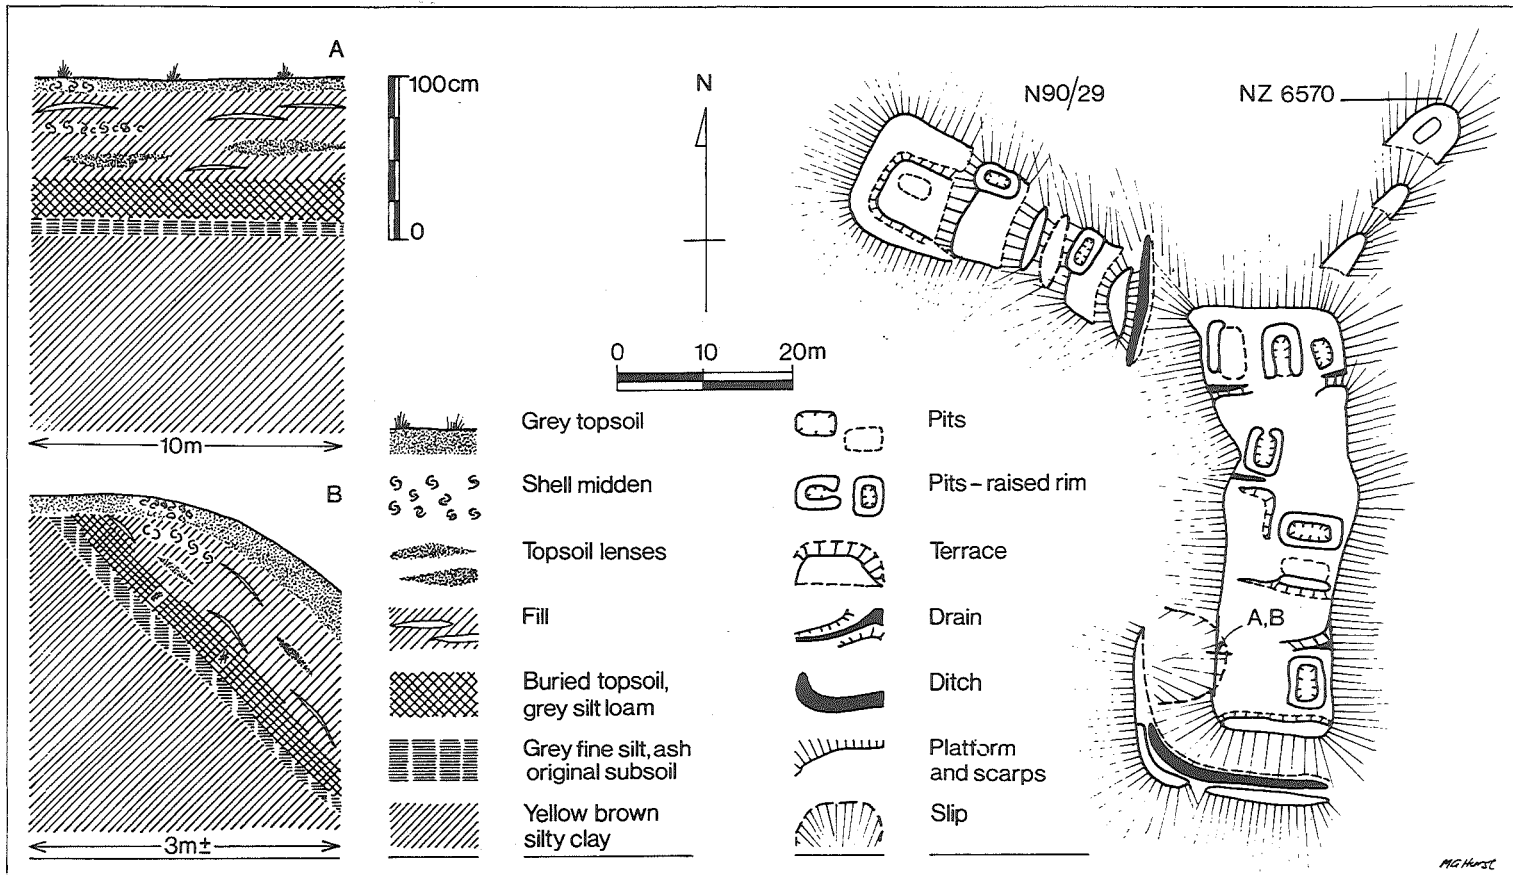 A
100cm
0
10m
B
3m±
N
0 10 20m
Grey topsoil
Shell midden
Topsoil lenses
Fill
Buried topsoil,
grey silt loam
Grey fine silt, ash
original subsoil
Yellow brown
silty clay
Pits
Pits – raised rim
Terrace
Drain
Ditch
Platform
and scarps
Slip
N90/29
NZ 6570
A,B
MG Hurst